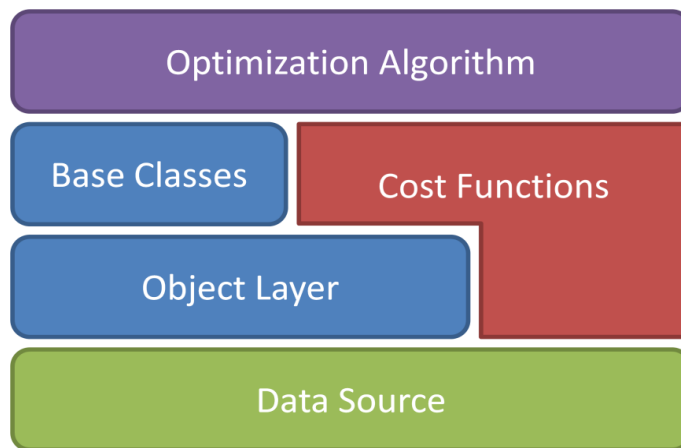 Optimization Algorithm
Base Classes
Cost Functions
Object Layer
Data Source